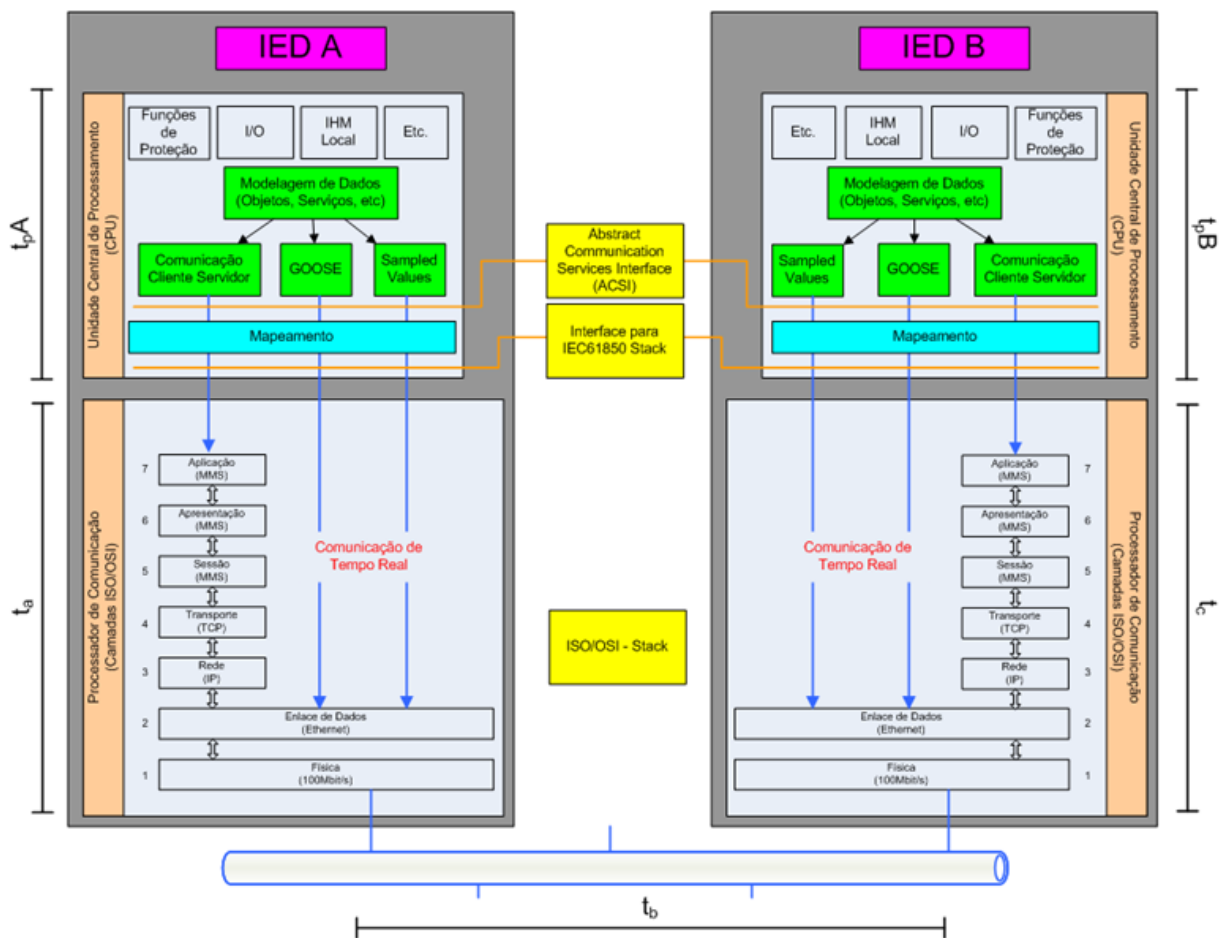 IED A
IED B
Funções
de
Proteção
I/O
IHM
Local
Etc.
Modelagem de Dados
(Objetos, Serviços, etc)
Comunicação
Cliente Servidor
GOOSE
Sampled
Values
Mapeamento
Unidade Central de Processamento
(CPU)
tpA
Abstract
Communication
Services Interface
(ACSI)
Interface para
IEC61850 Stack
Etc.
IHM
Local
I/O
Funções
de
Proteção
Modelagem de Dados
(Objetos, Serviços, etc)
Sampled
Values
GOOSE
Comunicação
Cliente Servidor
Mapeamento
Unidade Central de Processamento
(CPU)
tpB
ta
Processador de Comunicação
(Camadas ISO/OSI)
7
Aplicação
(MMS)
6
Apresentação
(MMS)
5
Sessão
(MMS)
4
Transporte
(TCP)
3
Rede
(IP)
2
Enlace de Dados
(Ethernet)
1
Física
(100Mbit/s)
Comunicação de
Tempo Real
ISO/OSI - Stack
Comunicação de
Tempo Real
Aplicação
(MMS)
7
Apresentação
(MMS)
6
Sessão
(MMS)
5
Transporte
(TCP)
4
Rede
(IP)
3
Enlace de Dados
(Ethernet)
2
Física
(100Mbit/s)
1
Processador de Comunicação
(Camadas ISO/OSI)
tc
tb